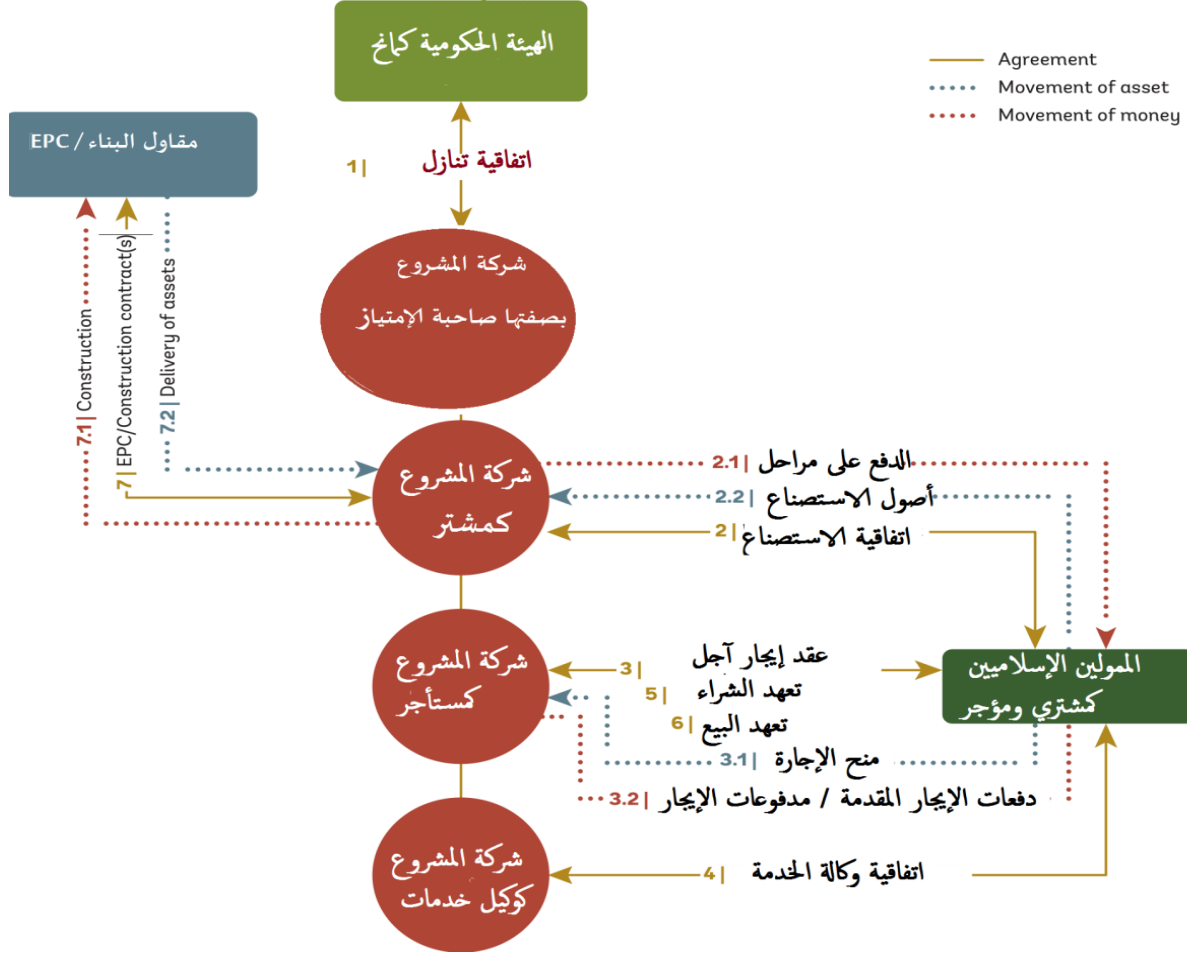 الهيئة الحكومية كمانح
Agreement
Movement of asset
Movement of money
مقاول البناء / EPC
1| اتفاقية تنازل
شركة المشروع
بصفتها صاحبة الإمتياز
7.1| Construction
7| EPC/Construction contract(s)
7.2| Delivery of assets
شركة المشروع
كمشتر
2.1| الدفع على مراحل
2.2| أصول الاستصناع
2| اتفاقية الاستصناع
شركة المشروع
كمستأجر
3| عقد إيجار آجل
5| تعهد الشراء
6| تعهد البيع
3.1| منح الإجارة
3.2| دفعات الإيجار المقدمة / مدفوعات الإيجار
الممولين الإسلاميين
كمشتري ومؤجر
شركة المشروع
كوكيل خدمات
4| اتفاقية وكالة الخدمة